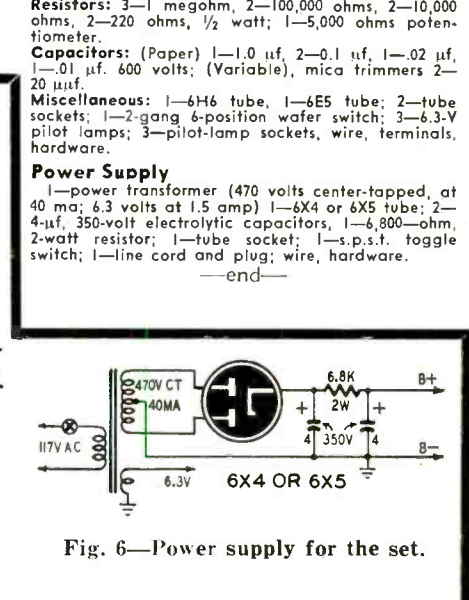 Resistors: 3—1 megohm, 2—100,000 ohms, 2—10,000
ohms, 2—220 ohms, ½ watt; 1—5,000 ohms poten-
tiometer.
Capacitors: (Paper) 1—1.0 μf, 2—0.1 μf, 1—.02 μf,
1—.01 μf. 600 volts; (Variable), mica trimmers 2—
20 μμf.
Miscellaneous: 1—6H6 tube, 1—6E5 tube; 2—tube
sockets; 1—2-gang 6-position wafer switch; 3—6.3-V
pilot lamps; 3—pilot-lamp sockets, wire, terminals,
hardware.
Power Supply
1—power transformer (470 volts center-tapped, at
40 ma; 6.3 volts at 1.5 amp) 1—6X4 or 6X5 tube; 2—
4-μf, 350-volt electrolytic capacitors, 1—6,800—ohm,
2-watt resistor; 1—tube socket; 1—s.p.s.t. toggle
switch; 1—line cord and plug; wire, hardware.
—end—
470V CT
40MA
117V AC
6.3V
6X4 OR 6X5
6.8K
2W
+
+
4
350V
4
B+
B−
Fig. 6—Power supply for the set.